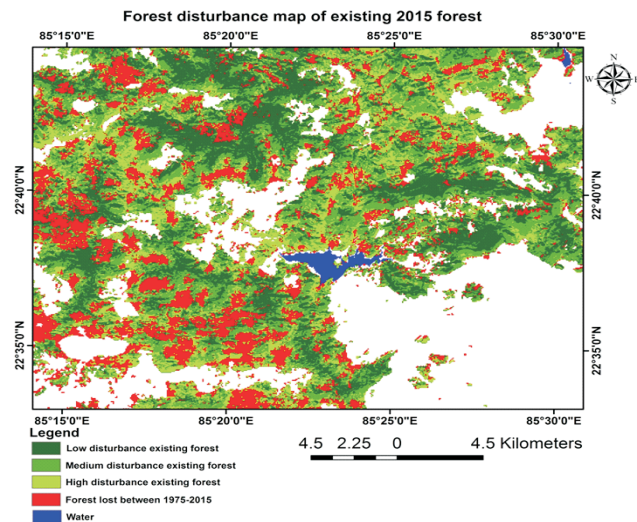 Forest disturbance map of existing 2015 forest
85°15'0"E 85°20'0"E 85°25'0"E 85°30'0"E
N
W E
S
22°40'0"N 22°40'0"N
22°35'0"N 22°35'0"N
85°15'0"E 85°20'0"E 85°25'0"E 85°30'0"E
Legend
Low disturbance existing forest
Medium disturbance existing forest
High disturbance existing forest
Forest lost between 1975-2015
Water
4.5 2.25 0 4.5 Kilometers